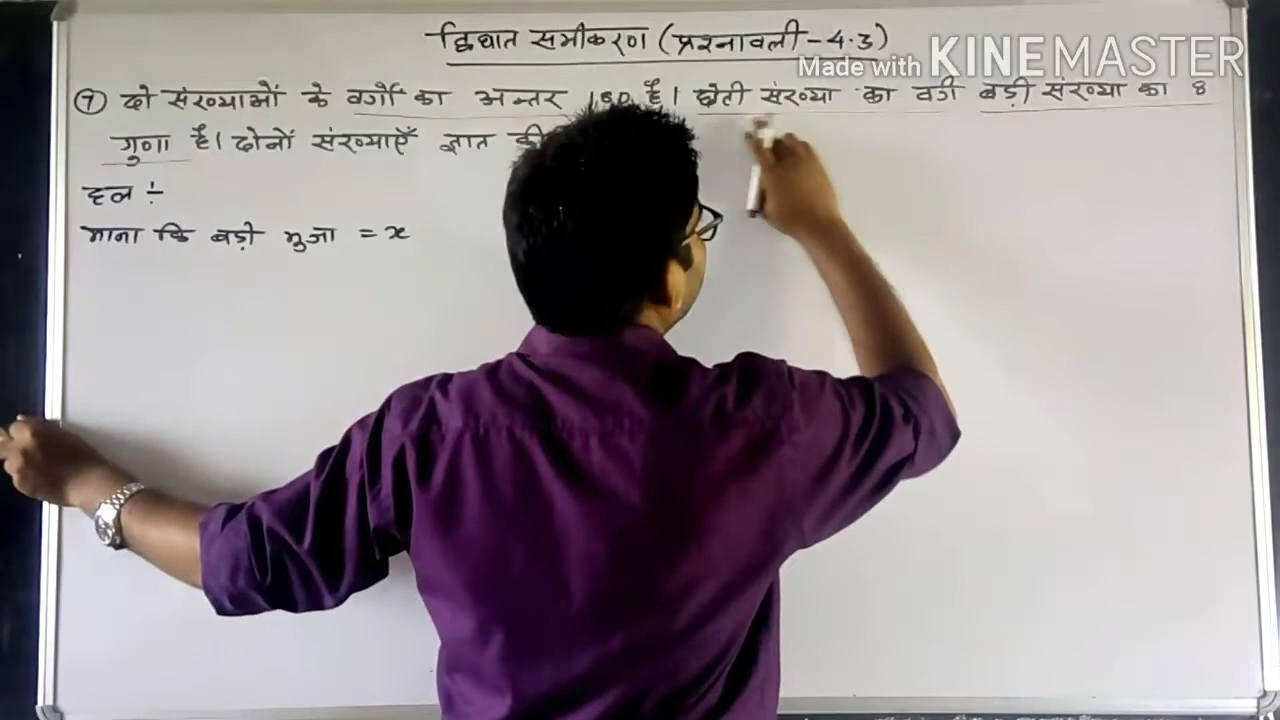 द्विघात समीकरण (प्रश्नावली-4.3)
Made with KINEMASTER
⑦ दो संख्याओं के वर्गों का अन्तर 180 है। छोटी संख्या का वर्ग बड़ी संख्या का 8
गुणा है। दोनों संख्याएँ ज्ञात
हल ÷
माना कि बड़ी भुजा = x